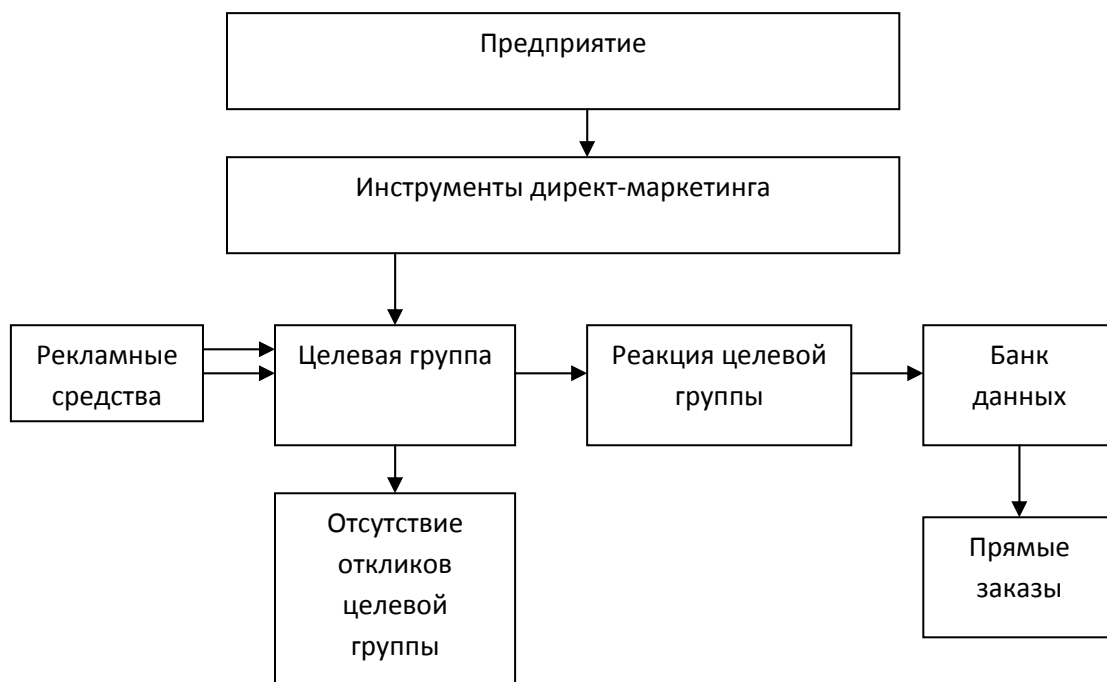 Предприятие
Инструменты директ-маркетинга
Рекламные
средства
Целевая группа
Реакция целевой
группы
Банк
данных
Отсутствие
откликов
целевой
группы
Прямые
заказы